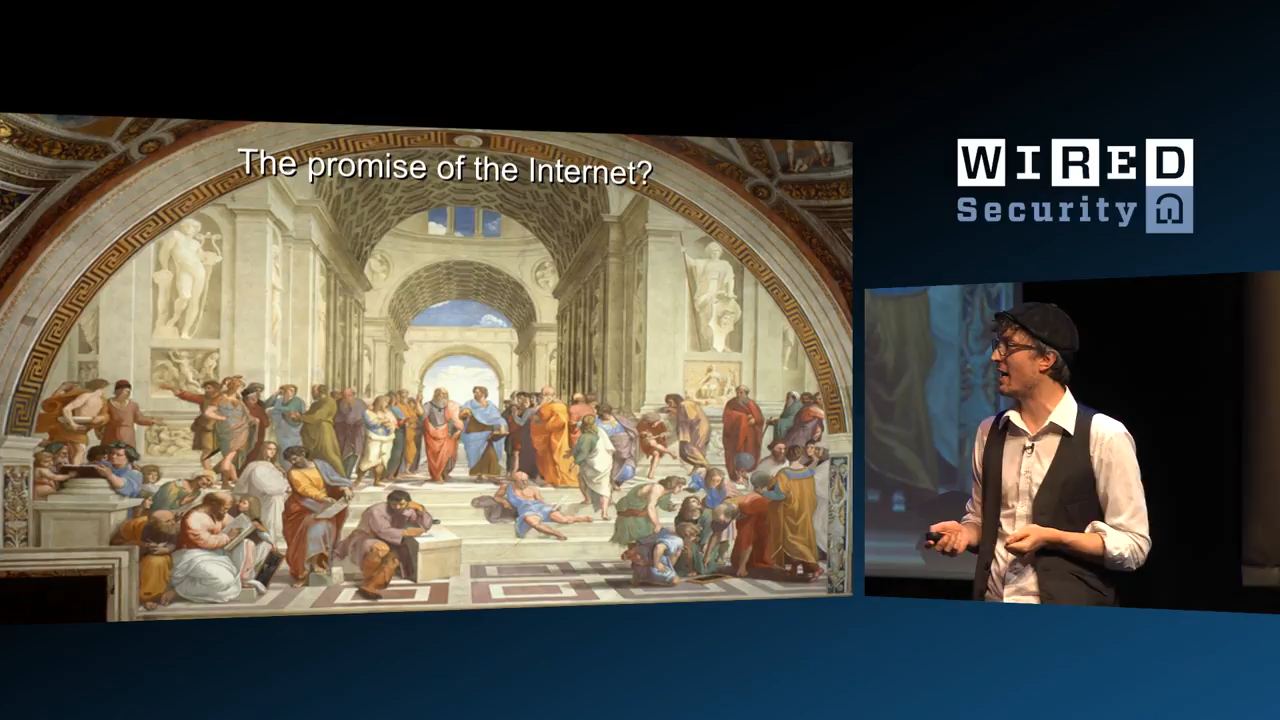 The promise of the Internet?
WIRED
Security